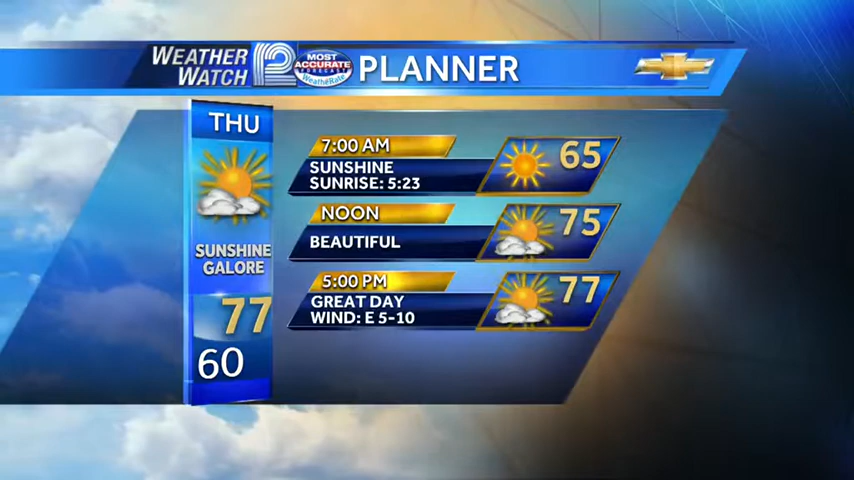 WEATHER WATCH 12 MOST ACCURATE FORECAST WeatheRate PLANNER
THU
SUNSHINE
GALORE
77
60
7:00 AM
SUNSHINE
SUNRISE: 5:23
65
NOON
BEAUTIFUL
75
5:00 PM
GREAT DAY
WIND: E 5-10
77